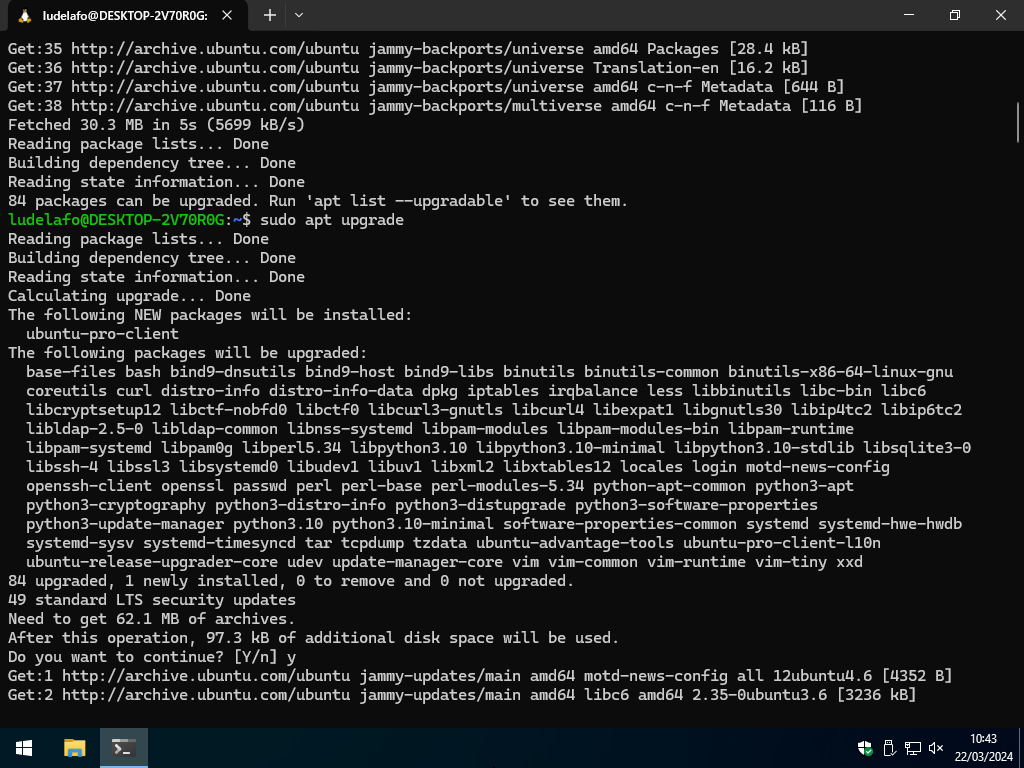 ludelafo@DESKTOP-2V70R0G:
Get:35 http://archive.ubuntu.com/ubuntu jammy-backports/universe amd64 Packages [28.4 kB]
Get:36 http://archive.ubuntu.com/ubuntu jammy-backports/universe Translation-en [16.2 kB]
Get:37 http://archive.ubuntu.com/ubuntu jammy-backports/universe amd64 c-n-f Metadata [644 B]
Get:38 http://archive.ubuntu.com/ubuntu jammy-backports/multiverse amd64 c-n-f Metadata [116 B]
Fetched 30.3 MB in 5s (5699 kB/s)
Reading package lists... Done
Building dependency tree... Done
Reading state information... Done
84 packages can be upgraded. Run 'apt list --upgradable' to see them.
ludelafo@DESKTOP-2V70R0G:~$ sudo apt upgrade
Reading package lists... Done
Building dependency tree... Done
Reading state information... Done
Calculating upgrade... Done
The following NEW packages will be installed:
  ubuntu-pro-client
The following packages will be upgraded:
  base-files bash bind9-dnsutils bind9-host bind9-libs binutils binutils-common binutils-x86-64-linux-gnu
  coreutils curl distro-info distro-info-data dpkg iptables irqbalance less libbinutils libc-bin libc6
  libcryptsetup12 libctf-nobfd0 libctf0 libcurl3-gnutls libcurl4 libexpat1 libgnutls30 libip4tc2 libip6tc2
  libldap-2.5-0 libldap-common libnss-systemd libpam-modules libpam-modules-bin libpam-runtime
  libpam-systemd libpam0g libperl5.34 libpython3.10 libpython3.10-minimal libpython3.10-stdlib libsqlite3-0
  libssh-4 libssl3 libsystemd0 libudev1 libuv1 libxml2 libxtables12 locales login motd-news-config
  openssh-client openssl passwd perl perl-base perl-modules-5.34 python-apt-common python3-apt
  python3-cryptography python3-distro-info python3-distupgrade python3-software-properties
  python3-update-manager python3.10 python3.10-minimal software-properties-common systemd systemd-hwe-hwdb
  systemd-sysv systemd-timesyncd tar tcpdump tzdata ubuntu-advantage-tools ubuntu-pro-client-l10n
  ubuntu-release-upgrader-core udev update-manager-core vim vim-common vim-runtime vim-tiny xxd
84 upgraded, 1 newly installed, 0 to remove and 0 not upgraded.
49 standard LTS security updates
Need to get 62.1 MB of archives.
After this operation, 97.3 kB of additional disk space will be used.
Do you want to continue? [Y/n] y
Get:1 http://archive.ubuntu.com/ubuntu jammy-updates/main amd64 motd-news-config all 12ubuntu4.6 [4352 B]
Get:2 http://archive.ubuntu.com/ubuntu jammy-updates/main amd64 libc6 amd64 2.35-0ubuntu3.6 [3236 kB]
10:43
22/03/2024